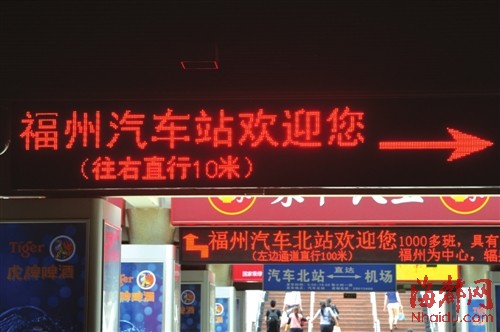 福州汽车站欢迎您
（往右直行10米）
福州汽车北站欢迎您
（左边通道直行100米）
1000多班，具有
福州为中心，辐
汽车北站 直达 机场
Tiger
虎牌啤酒
海都网
Nhaidu.com